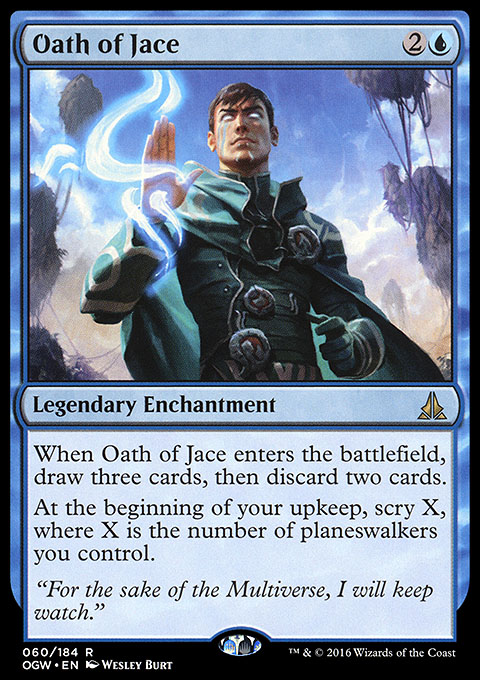 Oath of Jace 2
Legendary Enchantment
When Oath of Jace enters the battlefield,
draw three cards, then discard two cards.
At the beginning of your upkeep, scry X,
where X is the number of planeswalkers
you control.
“For the sake of the Multiverse, I will keep
watch.”
060/184 R
OGW • EN Wesley Burt
™ & © 2016 Wizards of the Coast